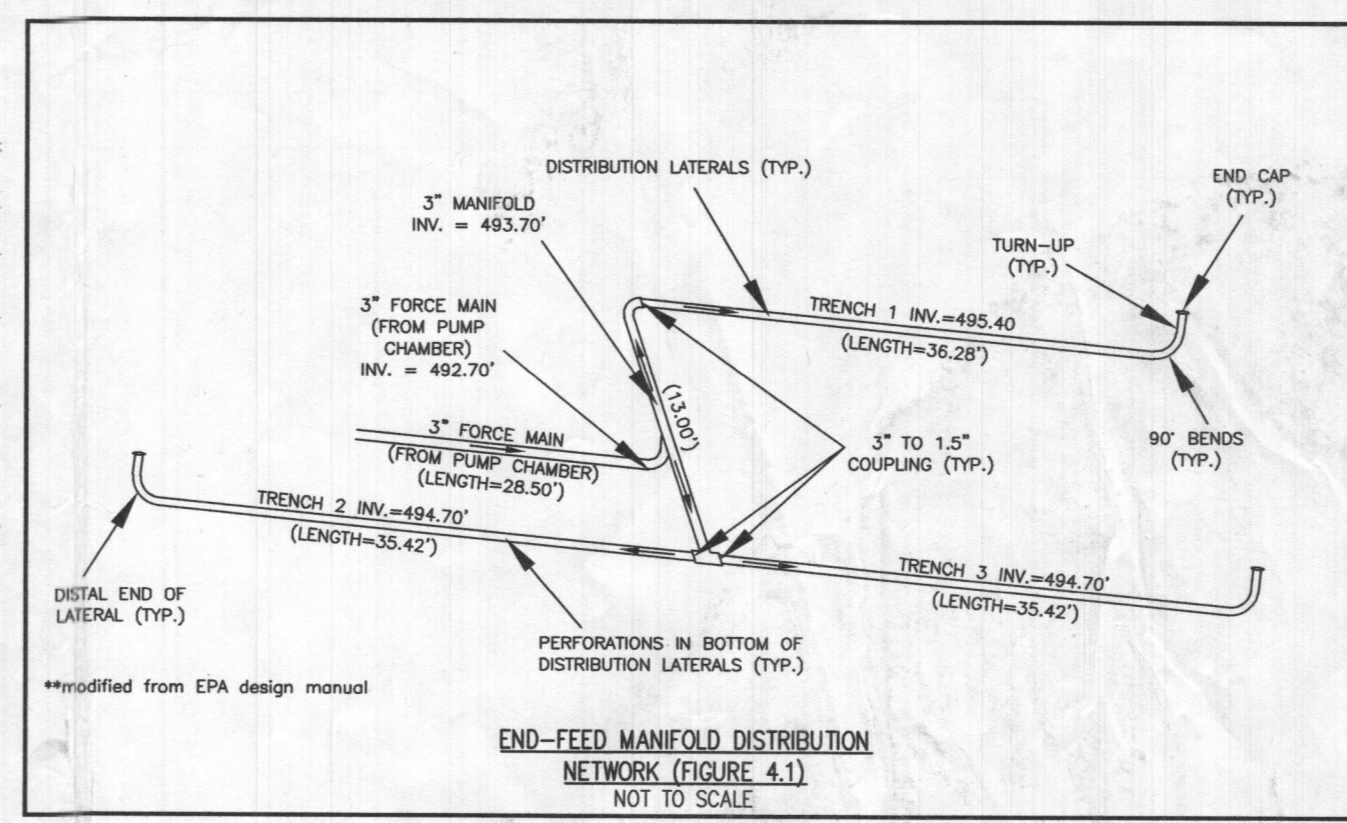 DISTRIBUTION LATERALS (TYP.)
3" MANIFOLD
INV. = 493.70'
END CAP
(TYP.)
TURN-UP
(TYP.)
3" FORCE MAIN
(FROM PUMP
CHAMBER)
INV. = 492.70'
TRENCH 1 INV.=495.40
(LENGTH=36.28')
(13.00')
3" FORCE MAIN
(FROM PUMP CHAMBER)
(LENGTH=28.50')
3" TO 1.5"
COUPLING (TYP.)
90° BENDS
(TYP.)
TRENCH 2 INV.=494.70'
(LENGTH=35.42')
TRENCH 3 INV.=494.70'
(LENGTH=35.42')
DISTAL END OF
LATERAL (TYP.)
PERFORATIONS IN BOTTOM OF
DISTRIBUTION LATERALS (TYP.)
**modified from EPA design manual
END-FEED MANIFOLD DISTRIBUTION
NETWORK (FIGURE 4.1)
NOT TO SCALE